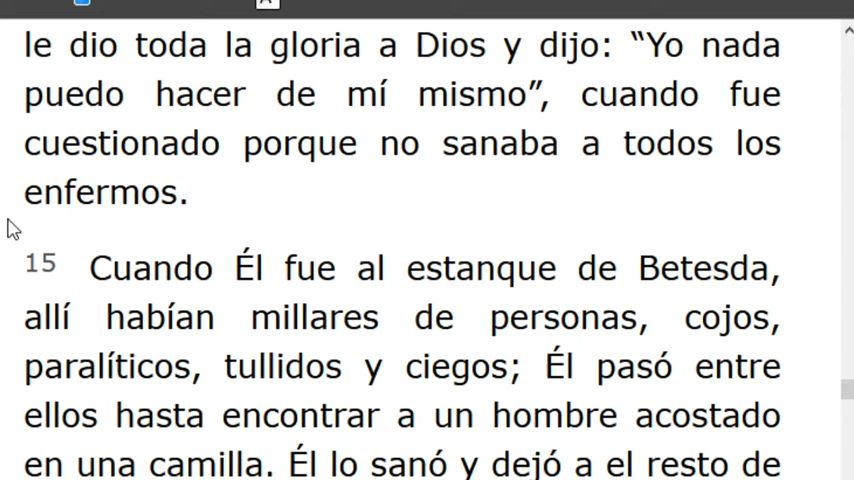 le dio toda la gloria a Dios y dijo: “Yo nada
puedo hacer de mí mismo”, cuando fue
cuestionado porque no sanaba a todos los
enfermos.
15 Cuando Él fue al estanque de Betesda,
allí habían millares de personas, cojos,
paralíticos, tullidos y ciegos; Él pasó entre
ellos hasta encontrar a un hombre acostado
en una camilla. Él lo sanó y dejó a el resto de